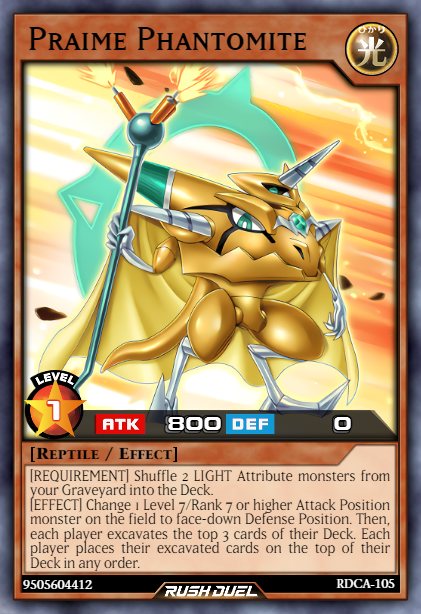 PRAIME PHANTOMITE
ひかり
光
LEVEL
1
ATK 800 DEF 0
[REPTILE / EFFECT]
[REQUIREMENT] Shuffle 2 LIGHT Attribute monsters from
your Graveyard into the Deck.
[EFFECT] Change 1 Level 7/Rank 7 or higher Attack Position
monster on the field to face-down Defense Position. Then,
each player excavates the top 3 cards of their Deck. Each
player places their excavated cards on the top of their
Deck in any order.
9505604412
RUSH DUEL
RDCA-105